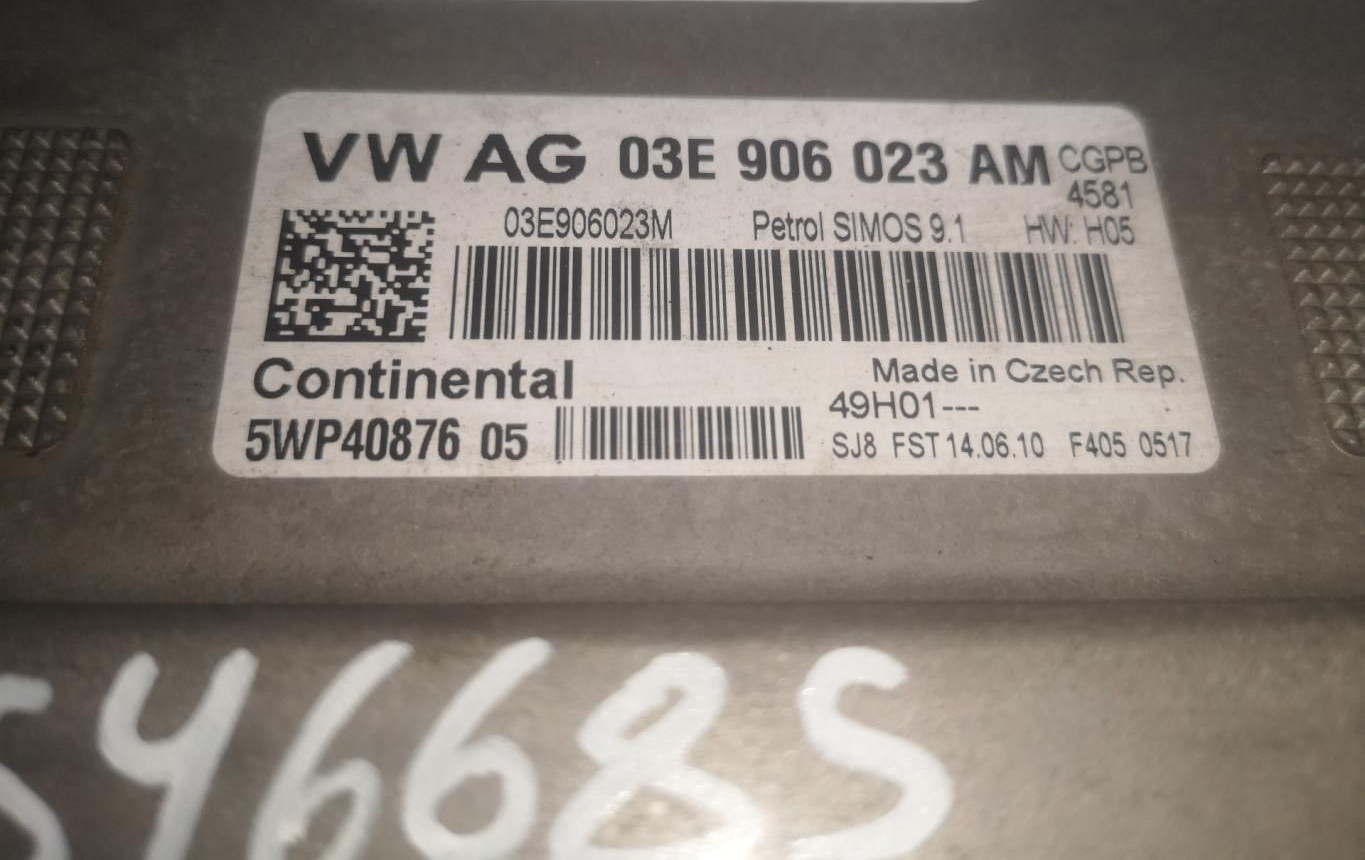 VW AG 03E 906 023 AM CGPB
4581
03E906023M Petrol SIMOS 9.1 HW: H05
Continental Made in Czech Rep.
49H01---
5WP40876 05 SJ8 FST 14.06.10 F405 0517
54668S